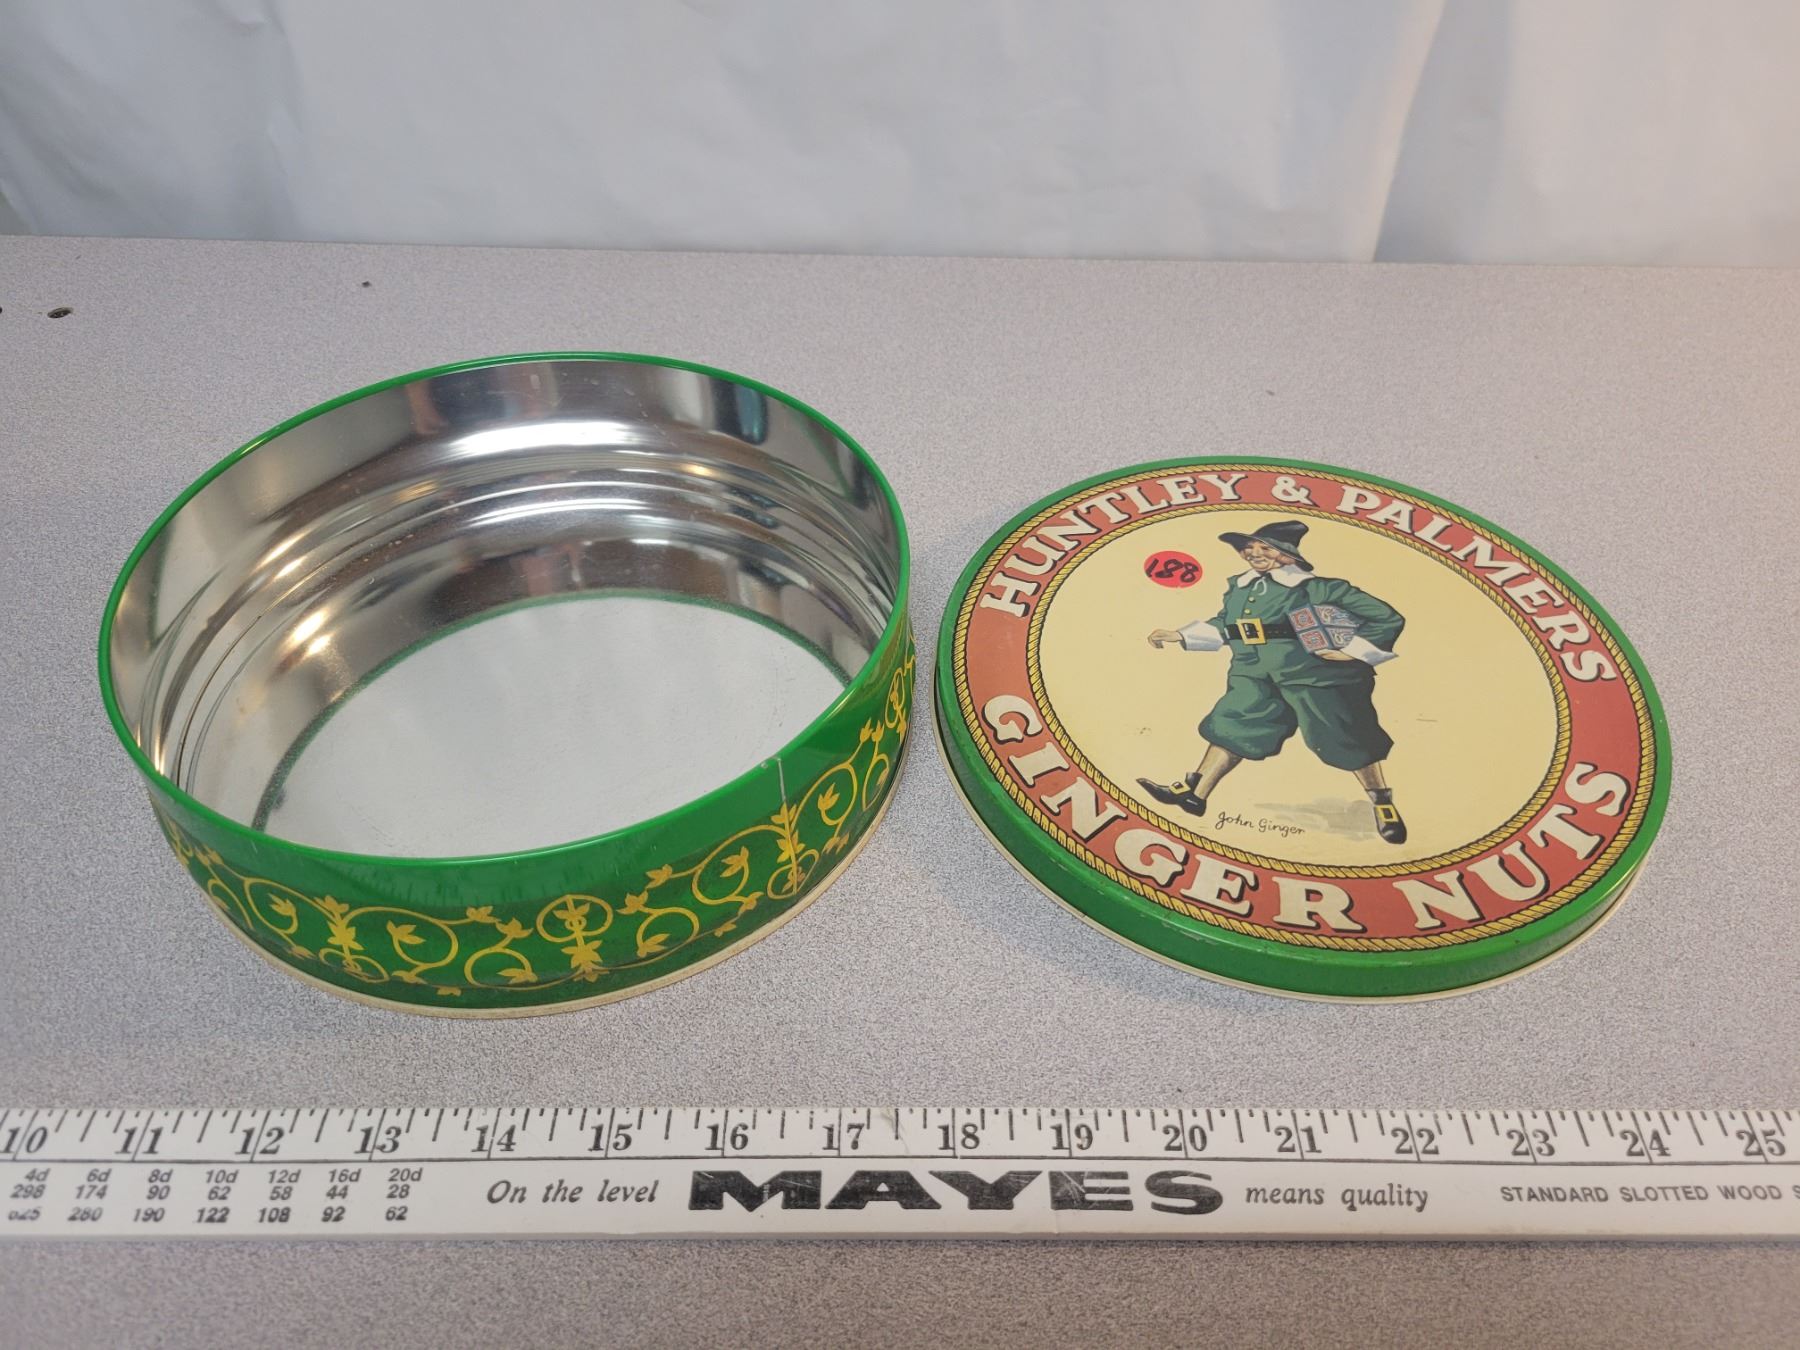 HUNTLEY & PALMERS
188
John Ginger
GINGER NUTS
10 11 12 13 14 15 16 17 18 19 20 21 22 23 24 25
4d 6d 8d 10d 12d 16d 20d
298 174 90 62 58 44 28
280 190 122 108 92 62
On the level MAYES means quality STANDARD SLOTTED WOOD